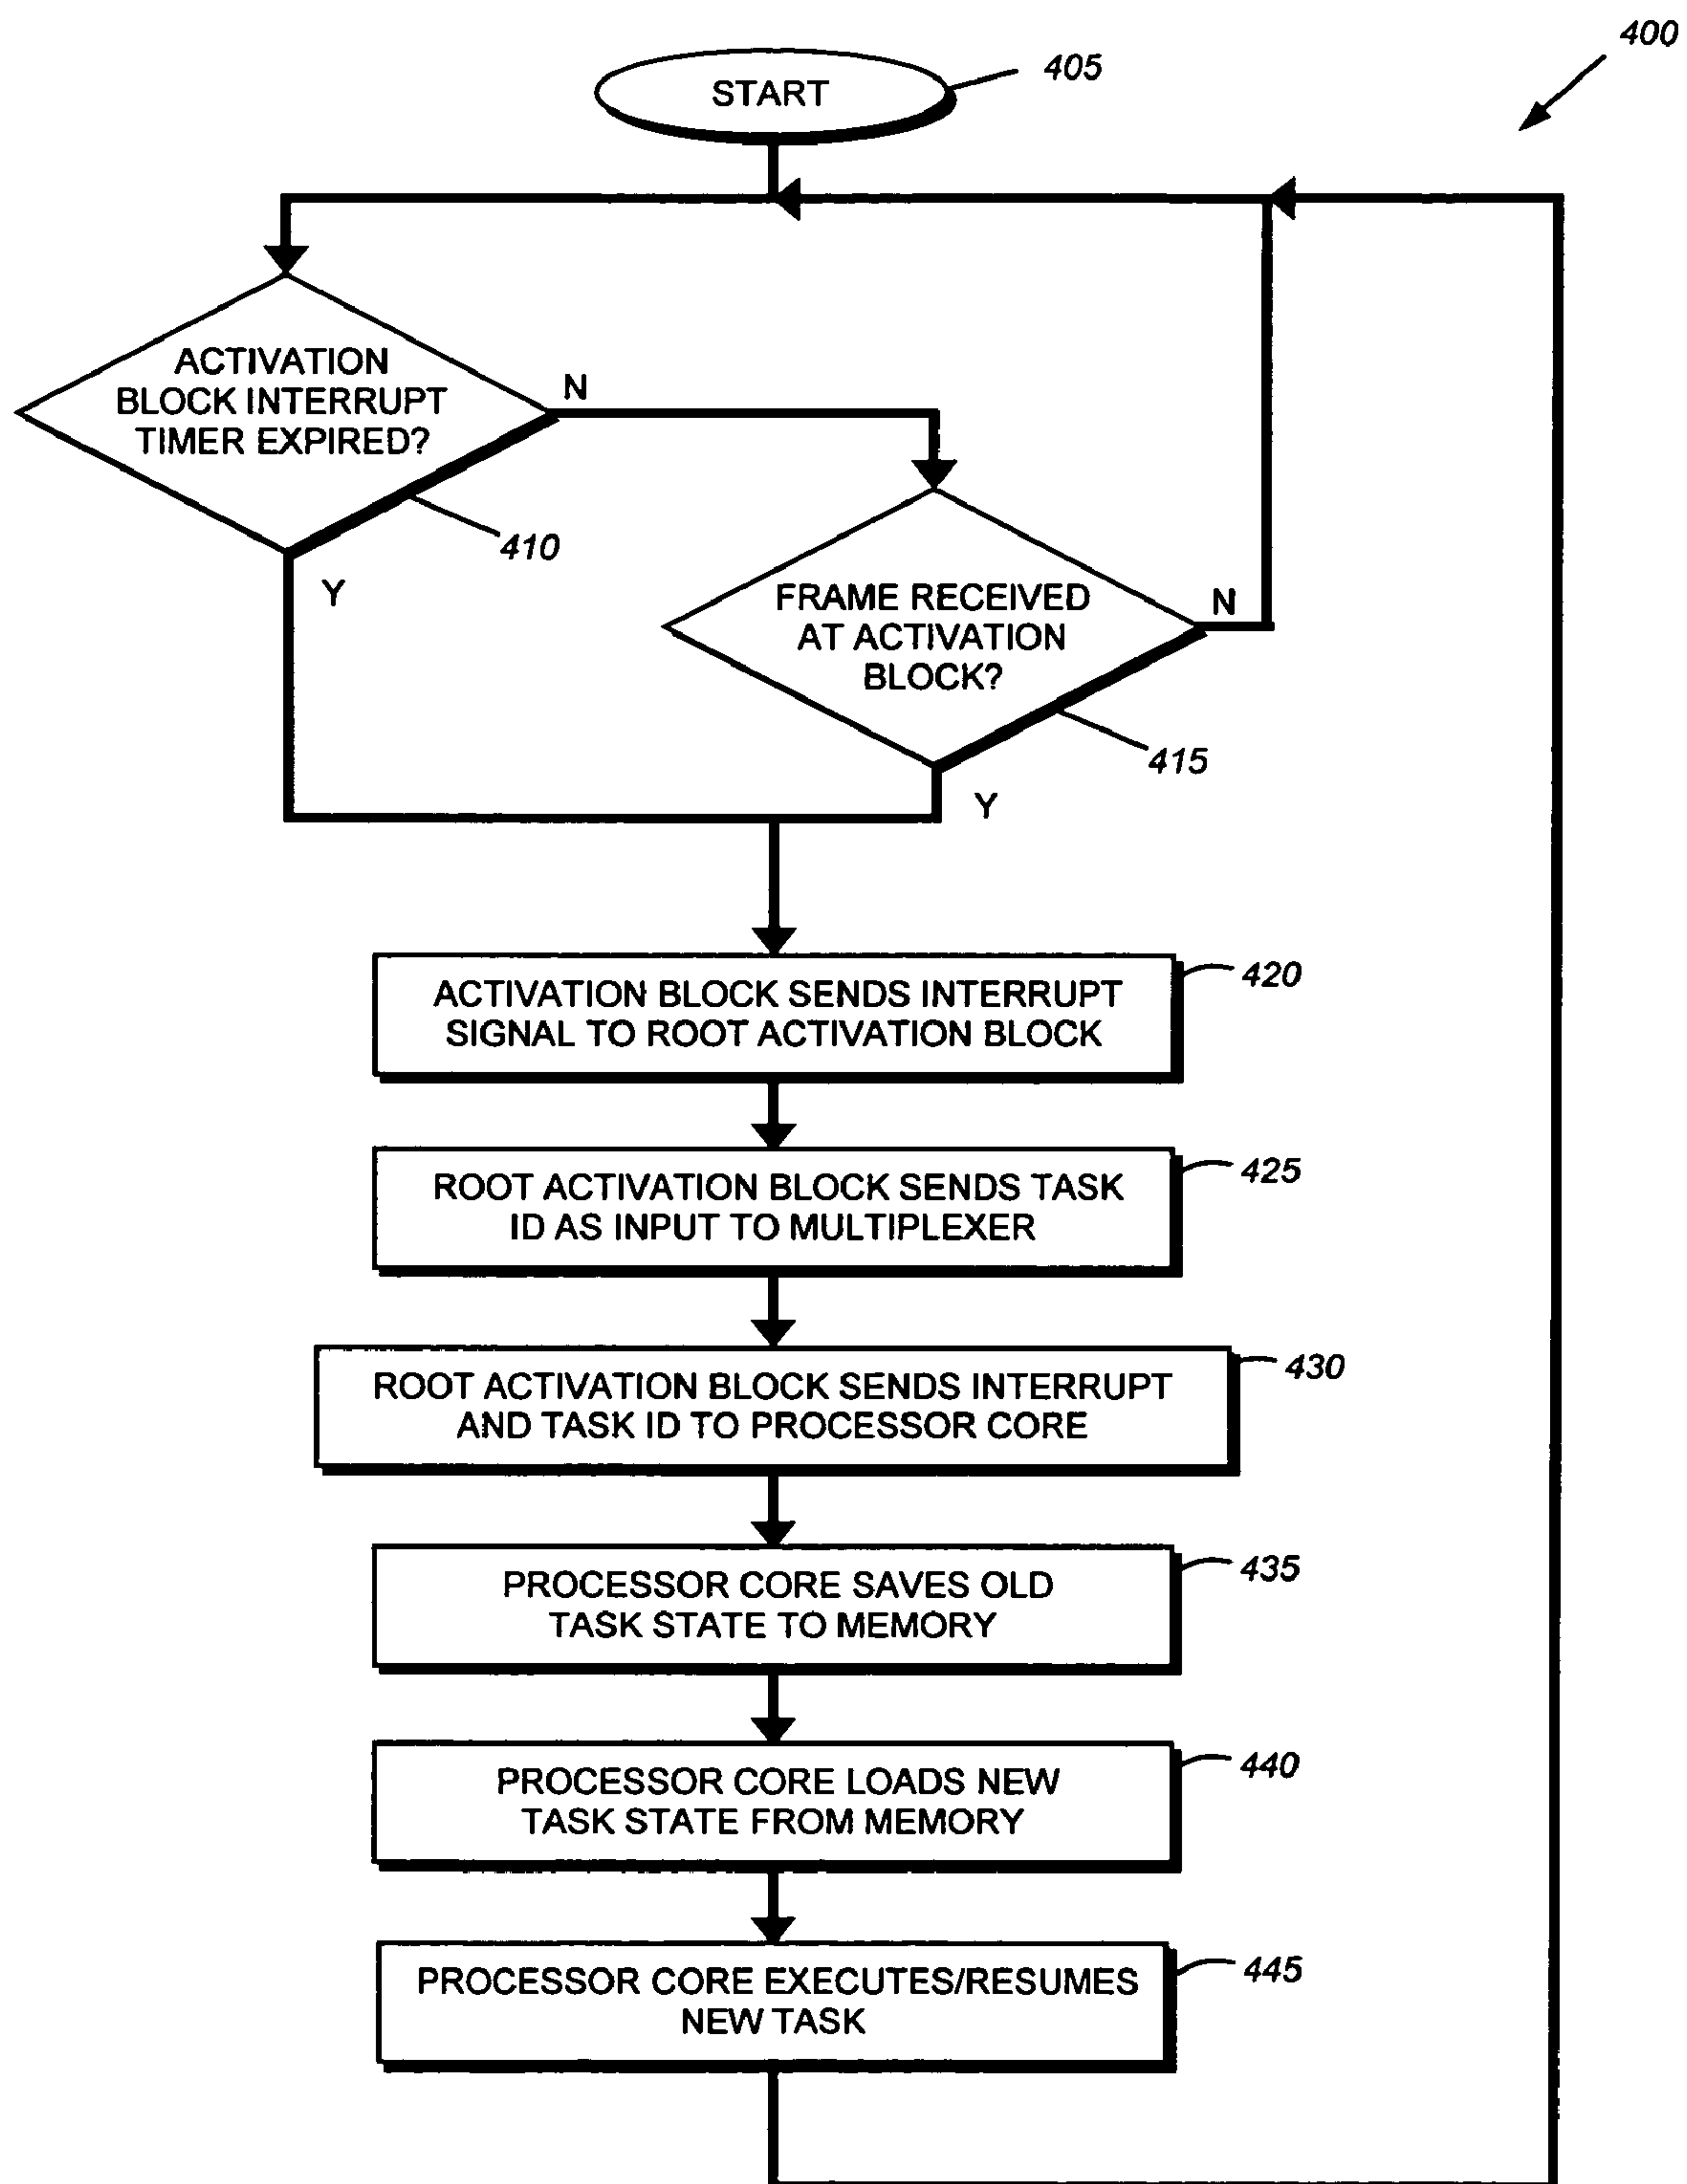 400
START
405
ACTIVATION
BLOCK INTERRUPT
TIMER EXPIRED?
N
410
Y
FRAME RECEIVED
AT ACTIVATION
BLOCK?
N
415
Y
ACTIVATION BLOCK SENDS INTERRUPT
SIGNAL TO ROOT ACTIVATION BLOCK
420
ROOT ACTIVATION BLOCK SENDS TASK
ID AS INPUT TO MULTIPLEXER
425
ROOT ACTIVATION BLOCK SENDS INTERRUPT
AND TASK ID TO PROCESSOR CORE
430
PROCESSOR CORE SAVES OLD
TASK STATE TO MEMORY
435
PROCESSOR CORE LOADS NEW
TASK STATE FROM MEMORY
440
PROCESSOR CORE EXECUTES/RESUMES
NEW TASK
445